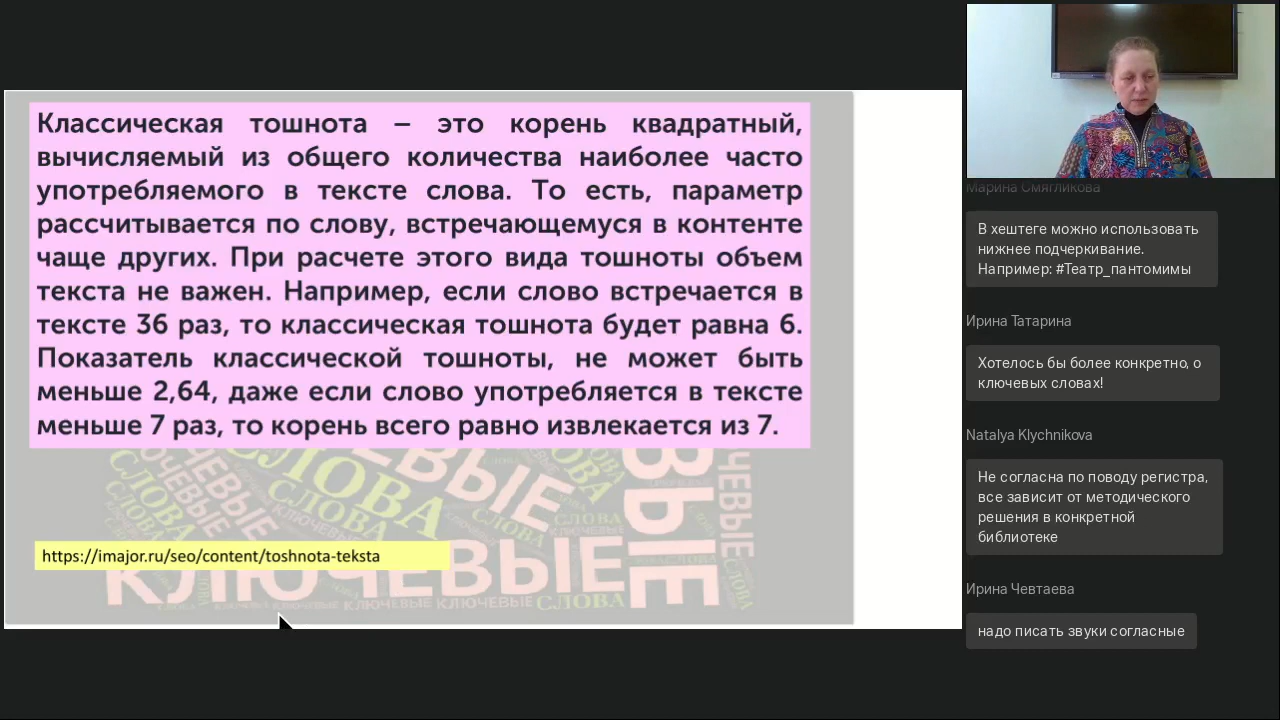 Классическая тошнота – это корень квадратный,
вычисляемый из общего количества наиболее часто
употребляемого в тексте слова. То есть, параметр
рассчитывается по слову, встречающемуся в контенте
чаще других. При расчете этого вида тошноты объем
текста не важен. Например, если слово встречается в
тексте 36 раз, то классическая тошнота будет равна 6.
Показатель классической тошноты, не может быть
меньше 2,64, даже если слово употребляется в тексте
меньше 7 раз, то корень всего равно извлекается из 7.
СЛОВА
СЛОВА
https://imajor.ru/seo/content/toshnota-teksta
КЛЮЧЕВЫЕ
КЛЮЧЕВЫЕ КЛЮЧЕВЫЕ СЛОВА
Марина Смягликова
В хештеге можно использовать
нижнее подчеркивание.
Например: #Театр_пантомимы
Ирина Татарина
Хотелось бы более конкретно, о
ключевых словах!
Natalya Klychnikova
Не согласна по поводу регистра,
все зависит от методического
решения в конкретной
библиотеке
Ирина Чевтаева
надо писать звуки согласные